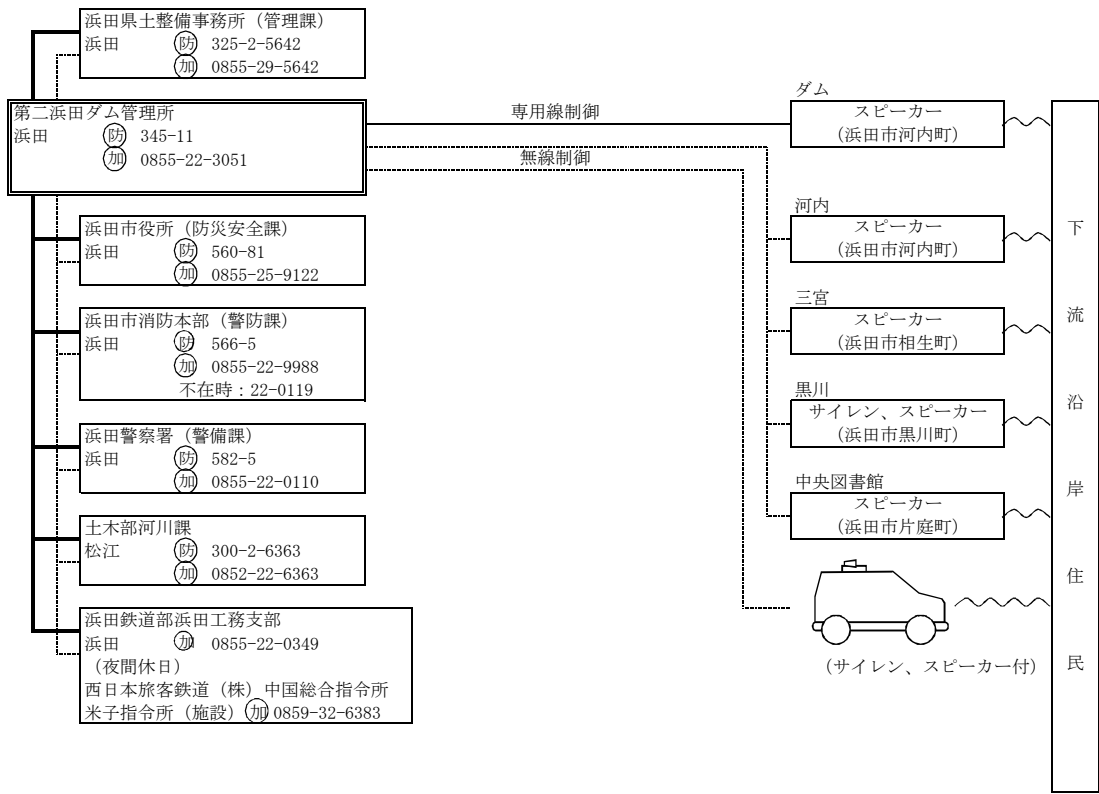 浜田県土整備事務所（管理課）
浜田 防 325-2-5642
加 0855-29-5642
第二浜田ダム管理所
浜田 防 345-11
加 0855-22-3051
浜田市役所（防災安全課）
浜田 防 560-81
加 0855-25-9122
浜田市消防本部（警防課）
浜田 防 566-5
加 0855-22-9988
不在時：22-0119
浜田警察署（警備課）
浜田 防 582-5
加 0855-22-0110
土木部河川課
松江 防 300-2-6363
加 0852-22-6363
浜田鉄道部浜田工務支部
浜田 加 0855-22-0349
（夜間休日）
西日本旅客鉄道（株）中国総合指令所
米子指令所（施設）加 0859-32-6383
専用線制御
無線制御
ダム
スピーカー
（浜田市河内町）
河内
スピーカー
（浜田市河内町）
三宮
スピーカー
（浜田市相生町）
黒川
サイレン、スピーカー
（浜田市黒川町）
中央図書館
スピーカー
（浜田市片庭町）
（サイレン、スピーカー付）
下流沿岸住民